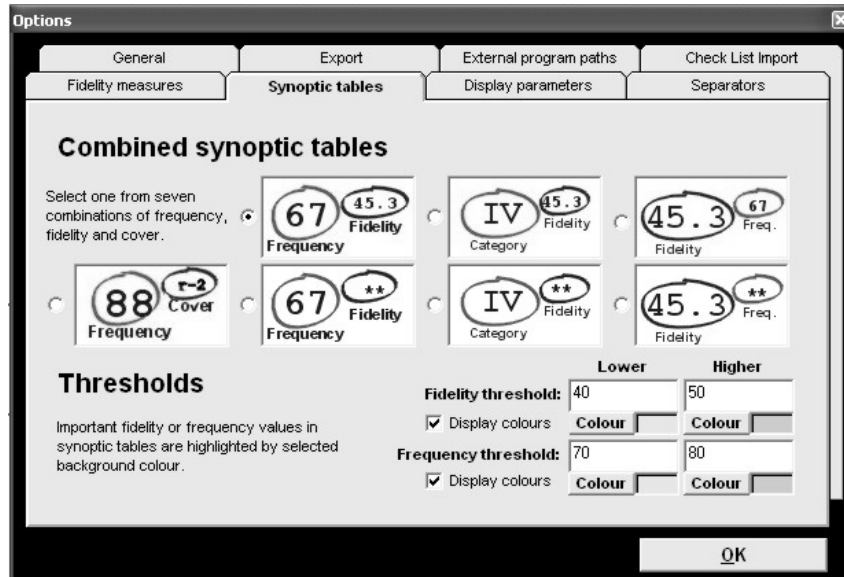 Options
General
Export
External program paths
Check List Import
Fidelity measures
Synoptic tables
Display parameters
Separators
Combined synoptic tables
Select one from seven
combinations of frequency,
fidelity and cover.
67
45.3
Fidelity
Frequency
IV
45.3
Fidelity
Category
45.3
67
Freq.
Fidelity
88
r-2
Cover
Frequency
67
**
Fidelity
Frequency
IV
**
Fidelity
Category
45.3
**
Freq.
Fidelity
Thresholds
Important fidelity or frequency values in
synoptic tables are highlighted by selected
background colour.
Lower Higher
Fidelity threshold: 40 50
Display colours Colour Colour
Frequency threshold: 70 80
Display colours Colour Colour
OK